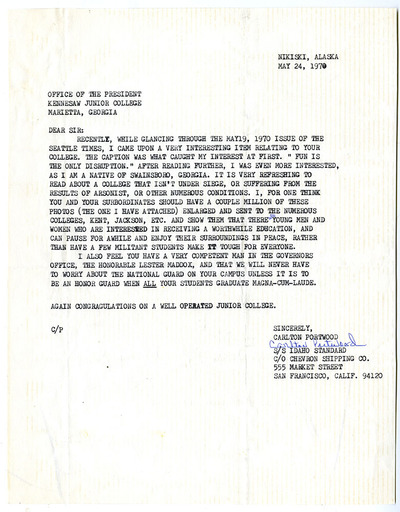 NIKISKI, ALASKA
MAY 24, 1970
OFFICE OF THE PRESIDENT
KENNESAW JUNIOR COLLEGE
MARIETTA, GEORGIA
DEAR SIR:
RECENTLY, WHILE GLANCING THROUGH THE MAY19, 1970 ISSUE OF THE
SEATTLE TIMES, I CAME UPON A VERY INTERESTING ITEM RELATING TO YOUR
COLLEGE. THE CAPTION WAS WHAT CAUGHT MY INTEREST AT FIRST. " FUN IS
THE ONLY DISRUPTION." AFTER READING FURTHER, I WAS EVEN MORE INTERESTED,
AS I AM A NATIVE OF SWAINSBORO, GEORGIA. IT IS VERY REFRESHING TO
READ ABOUT A COLLEGE THAT ISN'T UNDER SIEGE, OR SUFFERING FROM THE
RESULTS OF ARSONIST, OR OTHER NUMEROUS CONDITIONS. I, FOR ONE THINK
YOU AND YOUR SUBORDINATES SHOULD HAVE A COUPLE MILLION OF THESE
PHOTOS (THE ONE I HAVE ATTACHED) ENLARGED AND SENT TO THE NUMEROUS
COLLEGES, KENT, JACKSON, ETC. AND SHOW THEM THAT THERE YOUNG MEN AND
WOMEN WHO ARE INTERESTED IN RECEIVING A WORTHWHILE EDUCATION, AND
CAN PAUSE FOR AWHILE AND ENJOY THEIR SURROUNDINGS IN PEACE, RATHER
THAN HAVE A FEW MILITANT STUDENTS MAKE IT TOUGH FOR EVERYONE.
I ALSO FEEL YOU HAVE A VERY COMPETENT MAN IN THE GOVERNORS
OFFICE, THE HONORABLE LESTER MADDOX, AND THAT WE WILL NEVER HAVE
TO WORRY ABOUT THE NATIONAL GUARD ON YOUR CAMPUS UNLESS IT IS TO
BE AN HONOR GUARD WHEN ALL YOUR STUDENTS GRADUATE MAGNA-CUM-LAUDE.
AGAIN CONGRAGULATIONS ON A WELL OPERATED JUNIOR COLLEGE.
C/P
SINCERELY,
CARLTON PORTWOOD
Carlton Portwood
S/S IDAHO STANDARD
C/O CHEVRON SHIPPING CO.
555 MARKET STREET
SAN FRANCISCO, CALIF. 94120